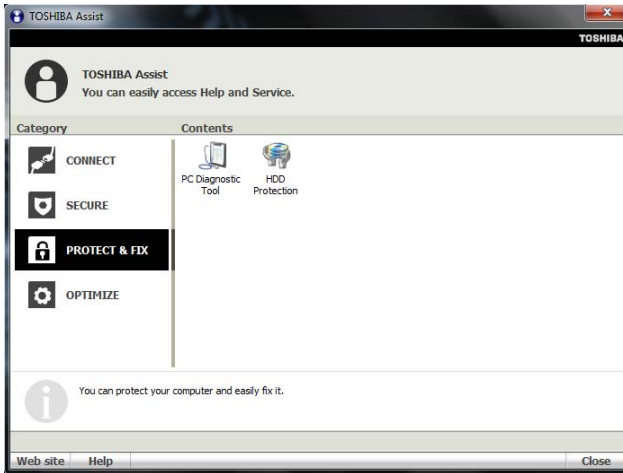 TOSHIBA Assist
TOSHIBA
TOSHIBA Assist
You can easily access Help and Service.
Category
Contents
CONNECT
SECURE
PROTECT & FIX
OPTIMIZE
PC Diagnostic
Tool
HDD
Protection
You can protect your computer and easily fix it.
Web site
Help
Close